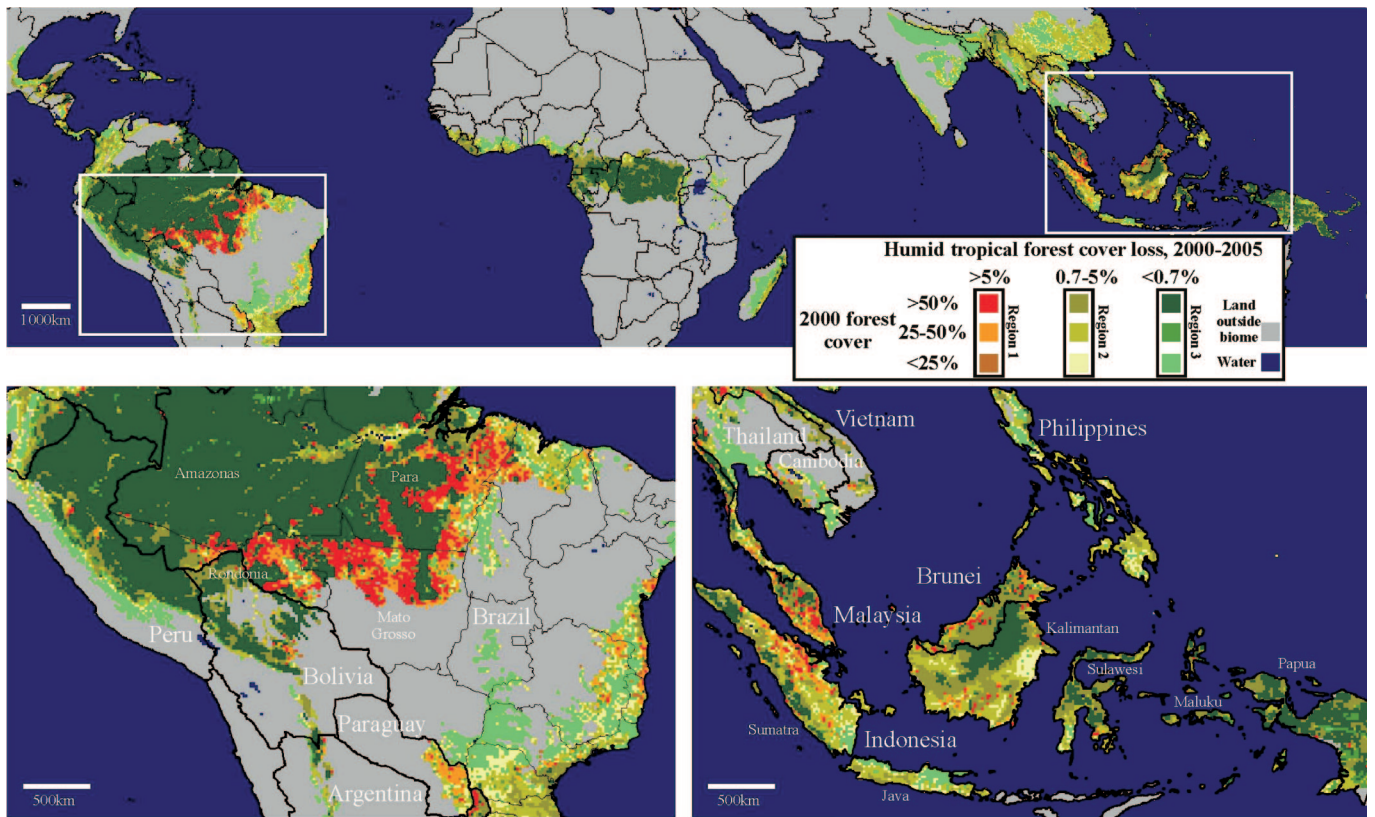 1000km
Humid tropical forest cover loss, 2000-2005
>5% 0.7-5% <0.7%
2000 forest cover
>50%
25-50%
<25%
Region 1
Region 2
Region 3
Land outside biome
Water
Amazonas
Para
Rondonia
Peru
Mato Grosso
Brazil
Bolivia
Paraguay
Argentina
500km
Vietnam
Thailand
Cambodia
Philippines
Brunei
Malaysia
Kalimantan
Sulawesi
Papua
Maluku
Sumatra
Indonesia
Java
500km